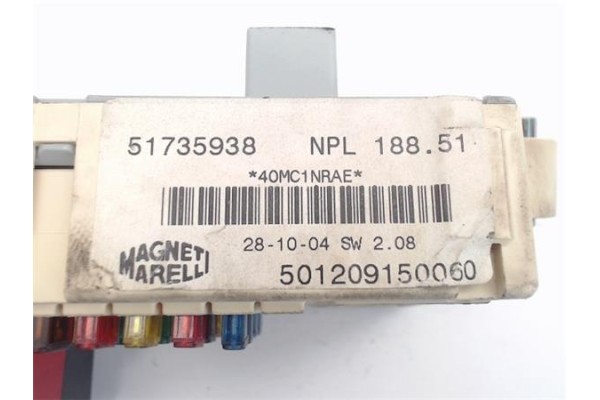 51735938 NPL 188.51
*40MC1NRAE*
28-10-04 SW 2.08
MAGNETI
MARELLI
501209150060